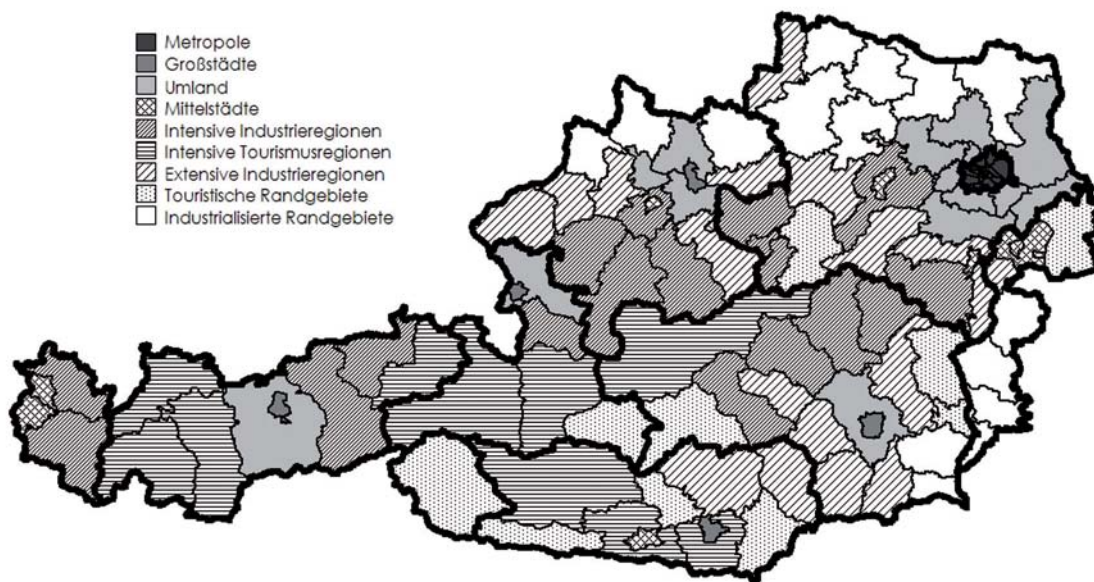 Metropole
Großstädte
Umland
Mittelstädte
Intensive Industrieregionen
Intensive Tourismusregionen
Extensive Industrieregionen
Touristische Randgebiete
Industrialisierte Randgebiete